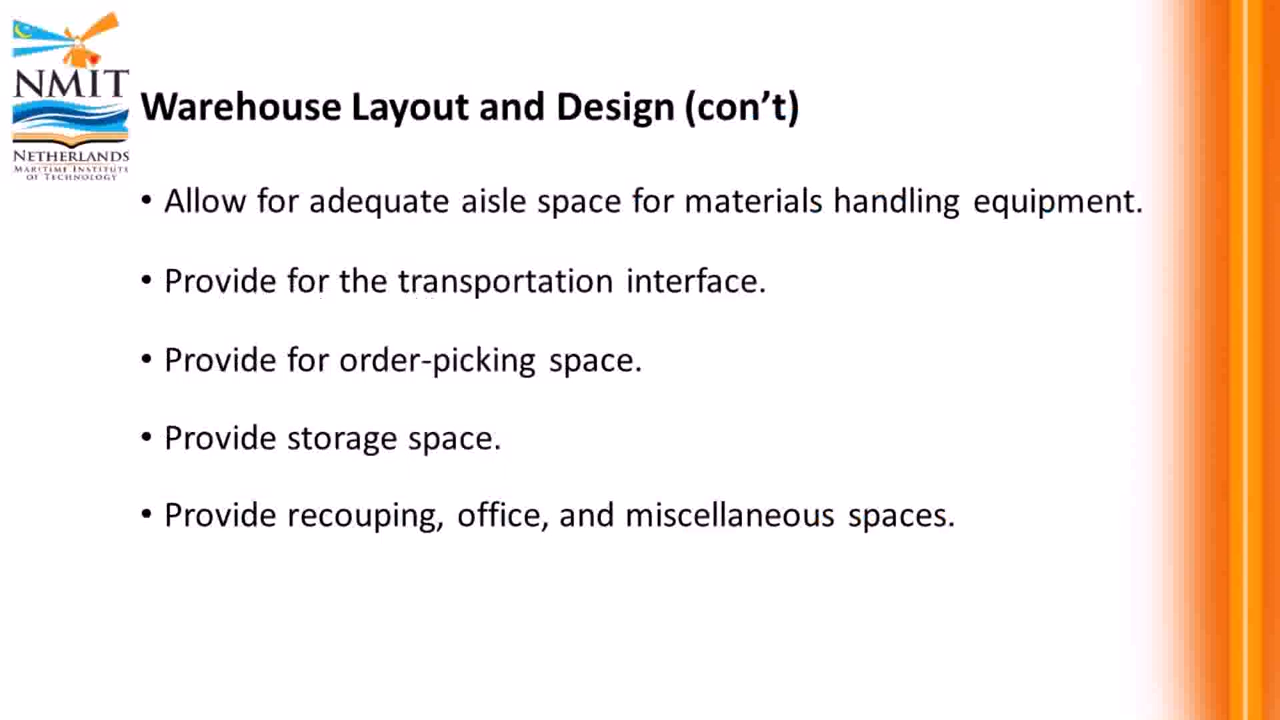 NMIT
NETHERLANDS
MARITIME INSTITUTE
OF TECHNOLOGY
Warehouse Layout and Design (con’t)
• Allow for adequate aisle space for materials handling equipment.
• Provide for the transportation interface.
• Provide for order-picking space.
• Provide storage space.
• Provide recouping, office, and miscellaneous spaces.